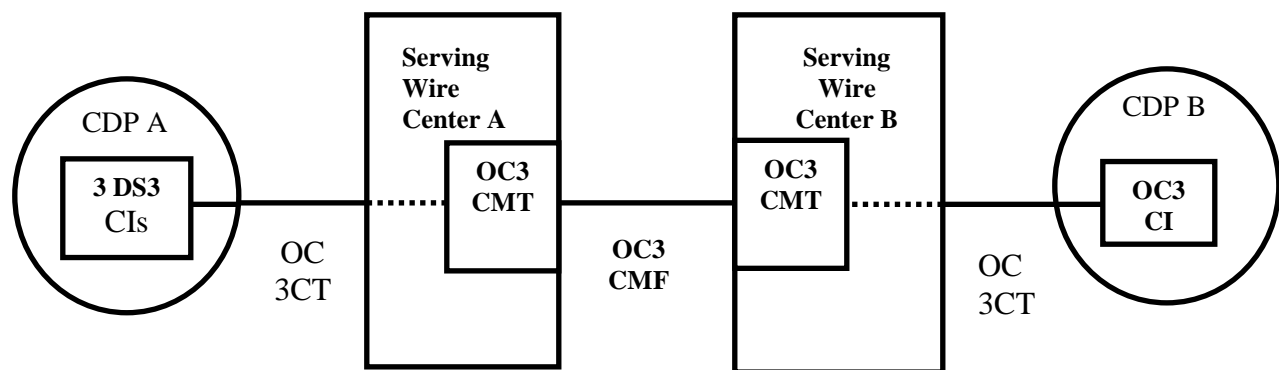 CDP A
3 DS3
CIs
OC
3CT
Serving
Wire
Center A
OC3
CMT
OC3
CMF
Serving
Wire
Center B
OC3
CMT
OC
3CT
CDP B
OC3
CI